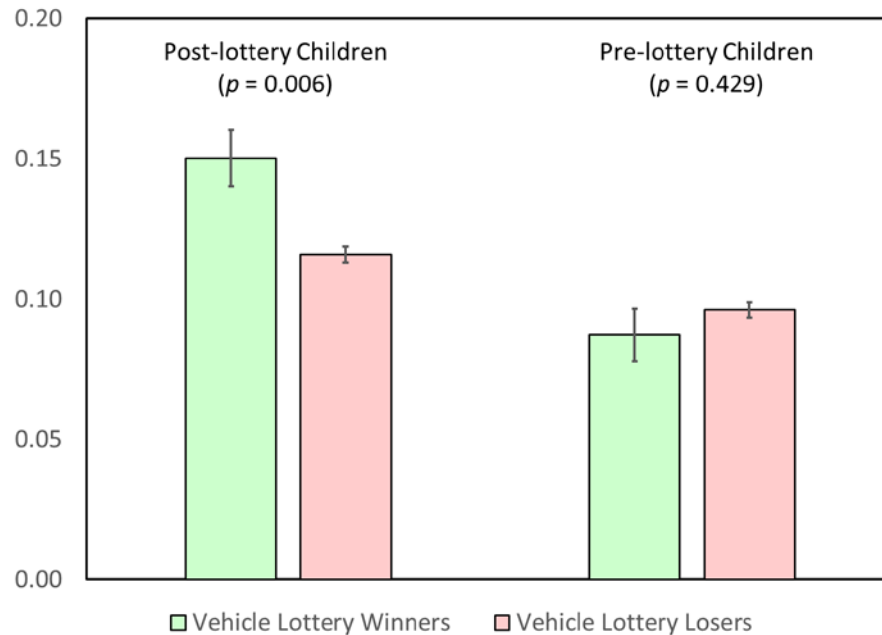 0.20
Post-lottery Children
(p = 0.006)
Pre-lottery Children
(p = 0.429)
0.15
0.10
0.05
0.00
Vehicle Lottery Winners
Vehicle Lottery Losers